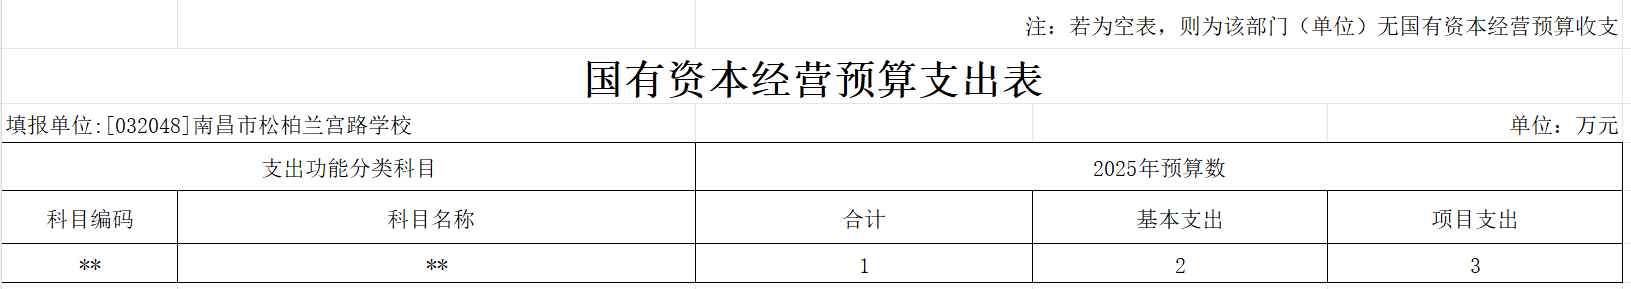 注：若为空表，则为该部门（单位）无国有资本经营预算收支
国有资本经营预算支出表
填报单位:[032048]南昌市松柏兰宫路学校 单位：万元
支出功能分类科目 2025年预算数
科目编码 科目名称 合计 基本支出 项目支出
** ** 1 2 3